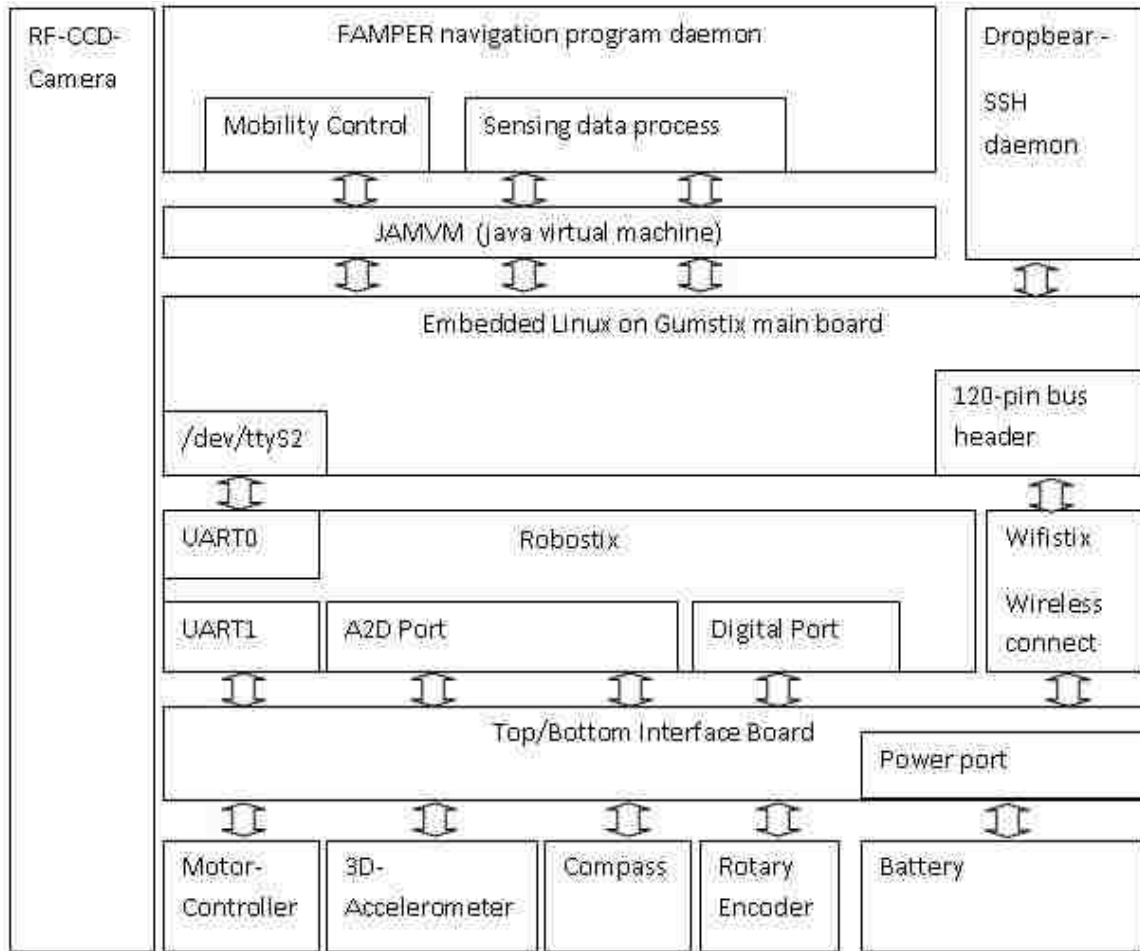 RF-CCD-
Camera
FAMPER navigation program daemon
Mobility Control
Sensing data process
Dropbear -
SSH
daemon
JAMVM (java virtual machine)
Embedded Linux on Gumstix main board
/dev/ttyS2
120-pin bus
header
UART0
Robostix
Wifistix
Wireless
connect
UART1
A2D Port
Digital Port
Top/Bottom Interface Board
Power port
Motor-
Controller
3D-
Accelerometer
Compass
Rotary
Encoder
Battery